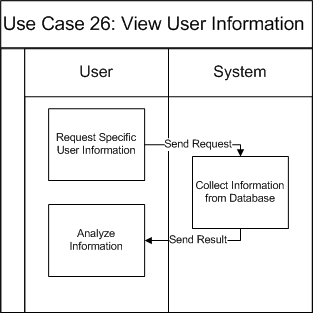 Use Case 26: View User Information
User
System
Request Specific
User Information
Send Request
Collect Information
from Database
Analyze
Information
Send Result